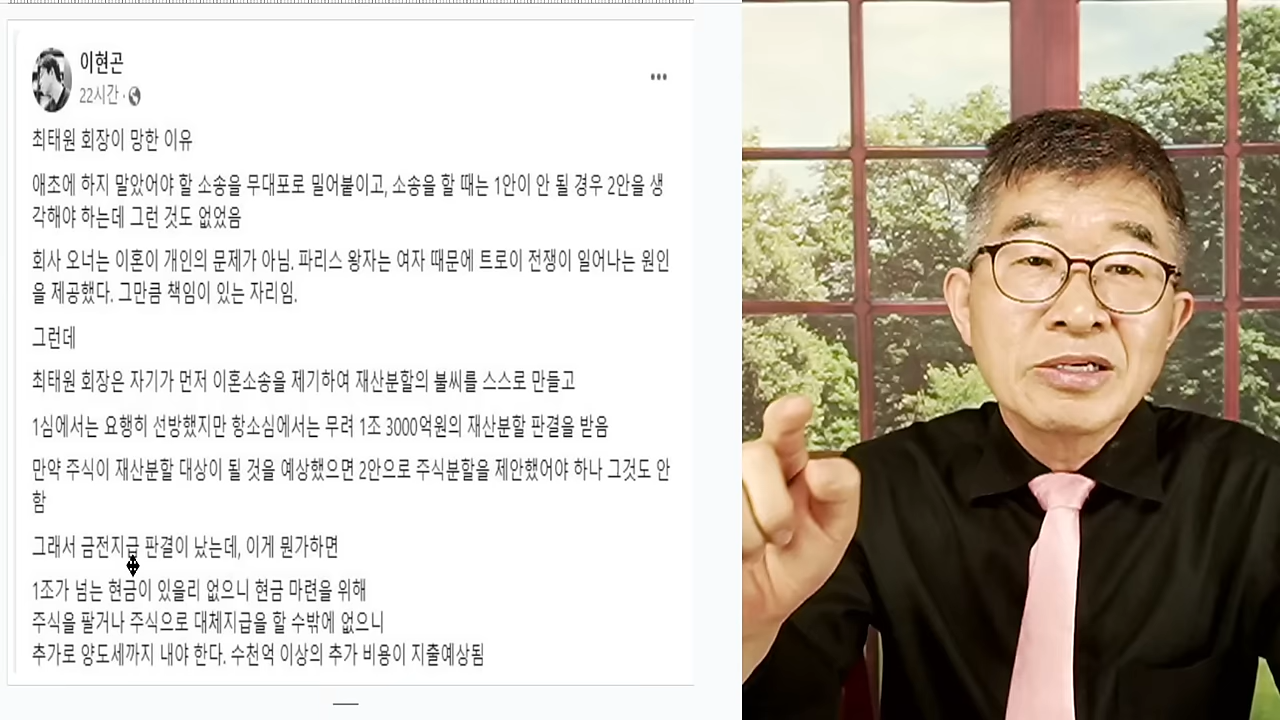 이현곤
22시간 ·
최태원 회장이 망한 이유
애초에 하지 말았어야 할 소송을 무대포로 밀어붙이고, 소송을 할 때는 1안이 안 될 경우 2안을 생
각해야 하는데 그런 것도 없었음
회사 오너는 이혼이 개인의 문제가 아님. 파리스 왕자는 여자 때문에 트로이 전쟁이 일어나는 원인
을 제공했다. 그만큼 책임이 있는 자리임.
그런데
최태원 회장은 자기가 먼저 이혼소송을 제기하여 재산분할의 불씨를 스스로 만들고
1심에서는 요행히 선방했지만 항소심에서는 무려 1조 3000억원의 재산분할 판결을 받음
만약 주식이 재산분할 대상이 될 것을 예상했으면 2안으로 주식분할을 제안했어야 하나 그것도 안
함
그래서 금전지급 판결이 났는데, 이게 뭔가하면
1조가 넘는 현금이 있을리 없으니 현금 마련을 위해
주식을 팔거나 주식으로 대체지급을 할 수밖에 없으니
추가로 양도세까지 내야 한다. 수천억 이상의 추가 비용이 지출예상됨